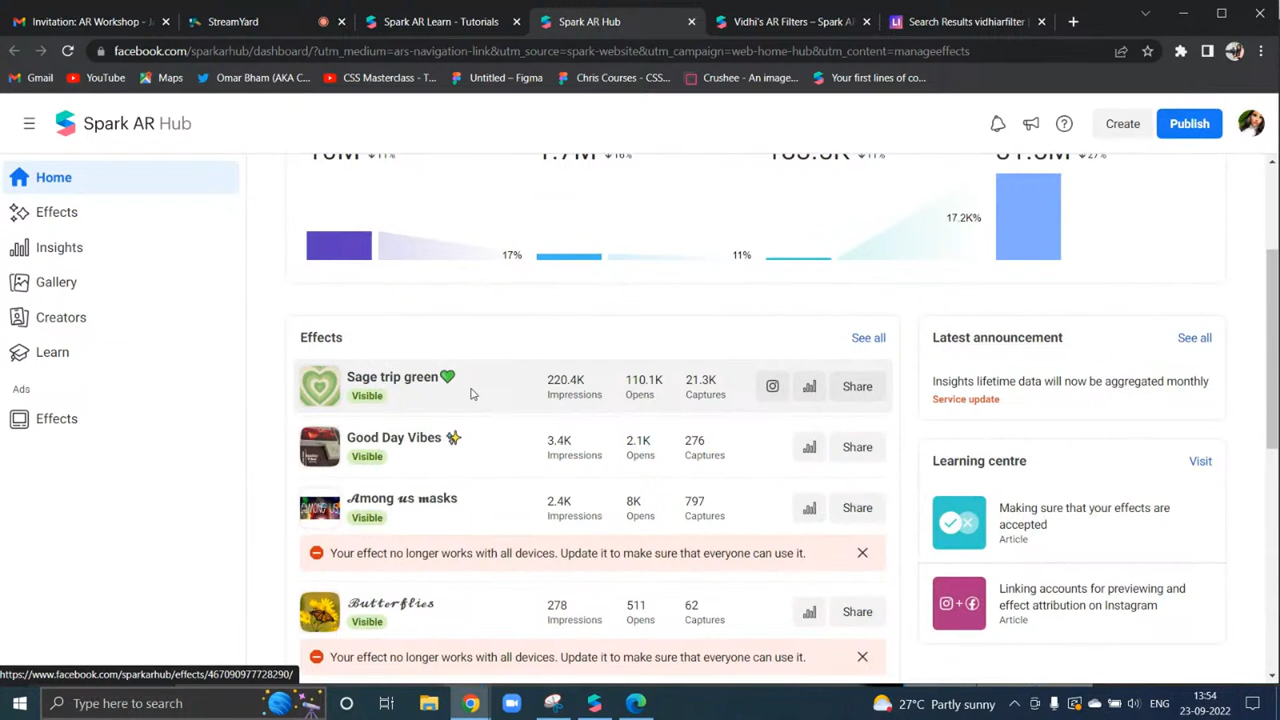 Invitation: AR Workshop - J
StreamYard
Spark AR Learn - Tutorials
Spark AR Hub
Vidhi's AR Filters – Spark A
Search Results vidhiarfilter |
facebook.com/sparkarhub/dashboard/?utm_medium=ars-navigation-link&utm_source=spark-website&utm_campaign=web-home-hub&utm_content=manageeffects
Gmail
YouTube
Maps
Omar Bham (AKA C...
CSS Masterclass - T...
Untitled – Figma
Chris Courses - CSS...
Crushee - An image...
Your first lines of co...
Spark AR Hub
Create
Publish
Home
Effects
Insights
Gallery
Creators
Learn
Ads
Effects
11%
16%
11%
27%
17%
11%
17.2K%
Effects
See all
Sage trip green💚
Visible
220.4K
Impressions
110.1K
Opens
21.3K
Captures
Share
Good Day Vibes ✨
Visible
3.4K
Impressions
2.1K
Opens
276
Captures
Share
𝓐mong 𝓾s 𝖒asks
Visible
2.4K
Impressions
8K
Opens
797
Captures
Share
Your effect no longer works with all devices. Update it to make sure that everyone can use it.
𝓑𝓾𝓽𝓽𝓮𝓻𝓯𝓵𝓲𝓮𝓼
Visible
278
Impressions
511
Opens
62
Captures
Share
Your effect no longer works with all devices. Update it to make sure that everyone can use it.
Latest announcement
See all
Insights lifetime data will now be aggregated monthly
Service update
Learning centre
Visit
Making sure that your effects are
accepted
Article
Linking accounts for previewing and
effect attribution on Instagram
Article
https://www.facebook.com/sparkarhub/effects/467090977728290/
Type here to search
27°C Partly sunny
ENG
13:54
23-09-2022